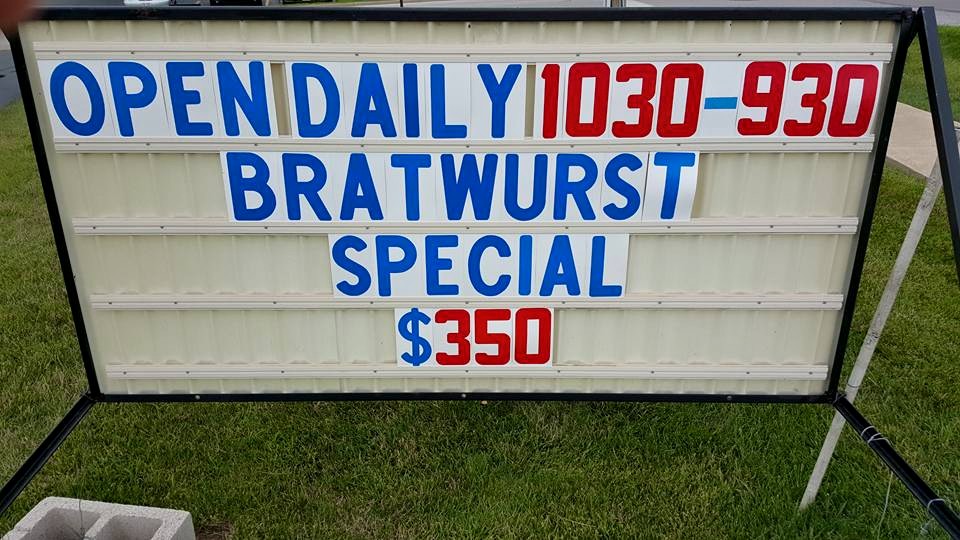 OPEN DAILY 1030-930
BRATWURST
SPECIAL
$350